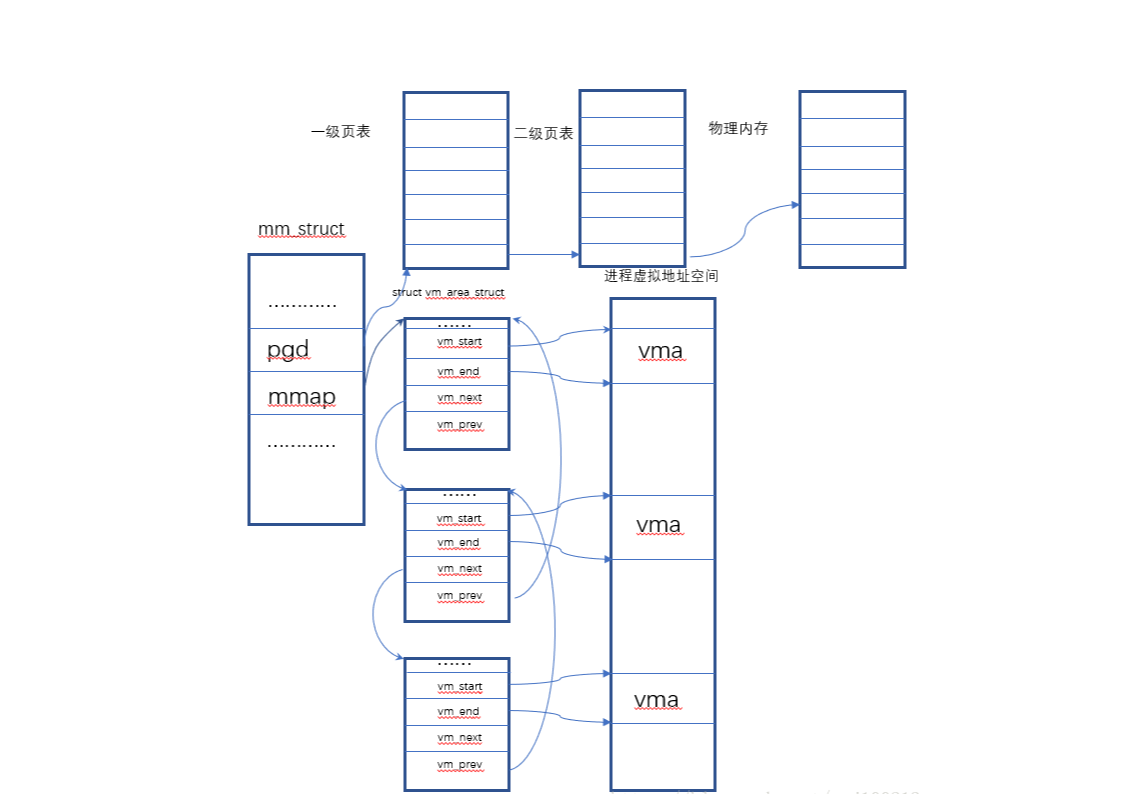 一级页表
二级页表
物理内存
mm_struct
…………
pgd
mmap
…………
struct vm_area_struct
……
vm_start
vm_end
vm_next
vm_prev
……
vm_start
vm_end
vm_next
vm_prev
……
vm_start
vm_end
vm_next
vm_prev
进程虚拟地址空间
vma
vma
vma